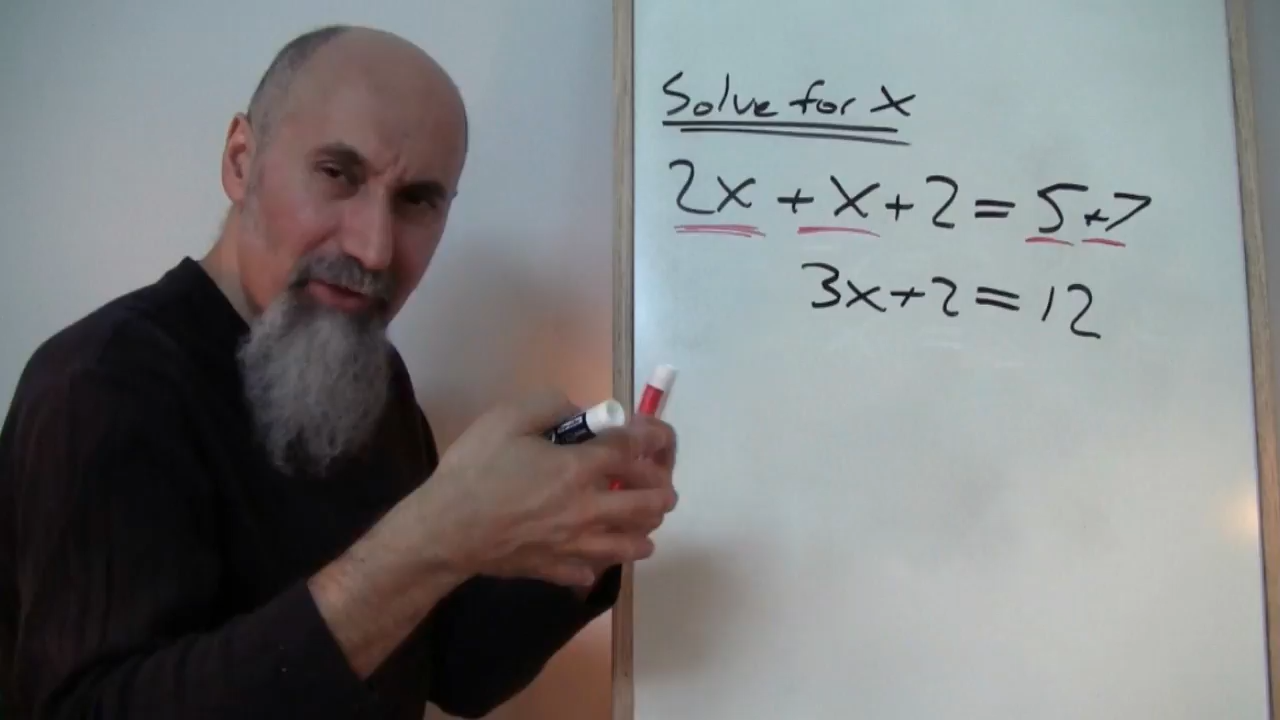 Solve for x
2x + x + 2 = 5 + 7
3x + 2 = 12